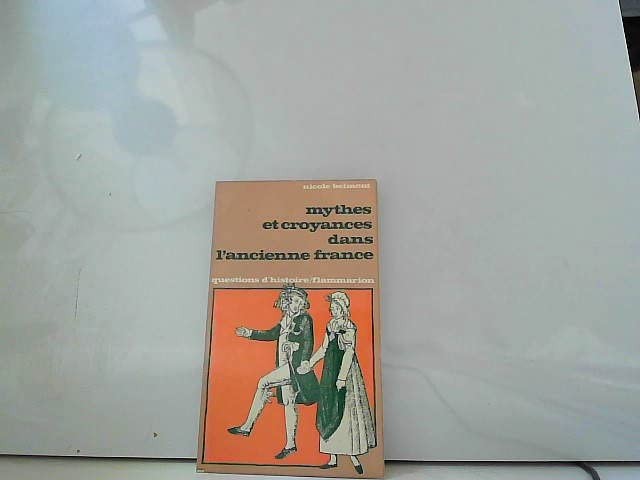 nicole belmont
mythes
et croyances
dans
l'ancienne france
questions d'histoire/flammarion